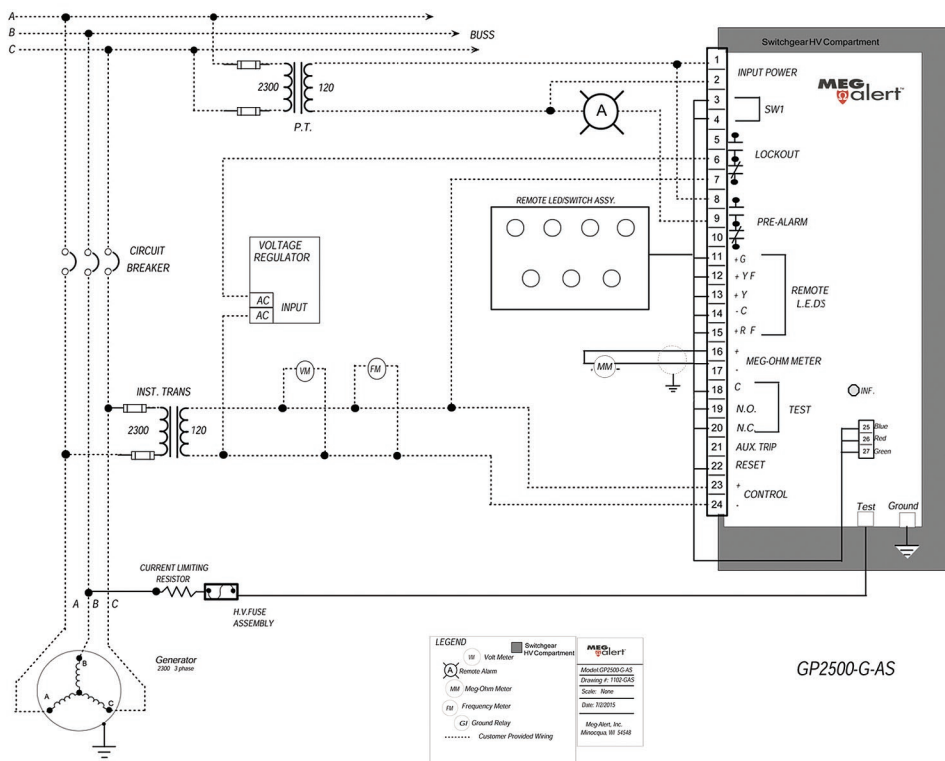 A
B
C
BUSS
Switchgear HV Compartment
MEG
alert™
2300
120
P.T.
A
1
2
3
4
5
6
7
8
9
10
11
12
13
14
15
16
17
18
19
20
21
22
23
24
INPUT POWER
SW1
LOCKOUT
PRE-ALARM
+G
+Y F
+Y
- C
+R F
REMOTE
L.E.DS
+
-
MEG-OHM METER
C
N.O.
N.C.
TEST
AUX. TRIP
RESET
+
-
CONTROL
INF.
25 Blue
26 Red
27 Green
Test
Ground
REMOTE LED/SWITCH ASSY.
VOLTAGE
REGULATOR
AC
AC
INPUT
CIRCUIT
BREAKER
- MM -
VM
FM
INST. TRANS
2300
120
CURRENT LIMITING
RESISTOR
H.V.FUSE
ASSEMBLY
A B C
Generator
2300 3 phase
B
A
C
LEGEND
VM Volt Meter
Switchgear
HV Compartment
A Remote Alarm
MM Meg-Ohm Meter
FM Frequency Meter
GI Ground Relay
Customer Provided Wiring
MEG
alert™
Model:GP2500-G-AS
Drawing #: 1102-GAS
Scale: None
Date: 7/2/2015
Meg-Alert, Inc.
Minocqua, WI 54548
GP2500-G-AS